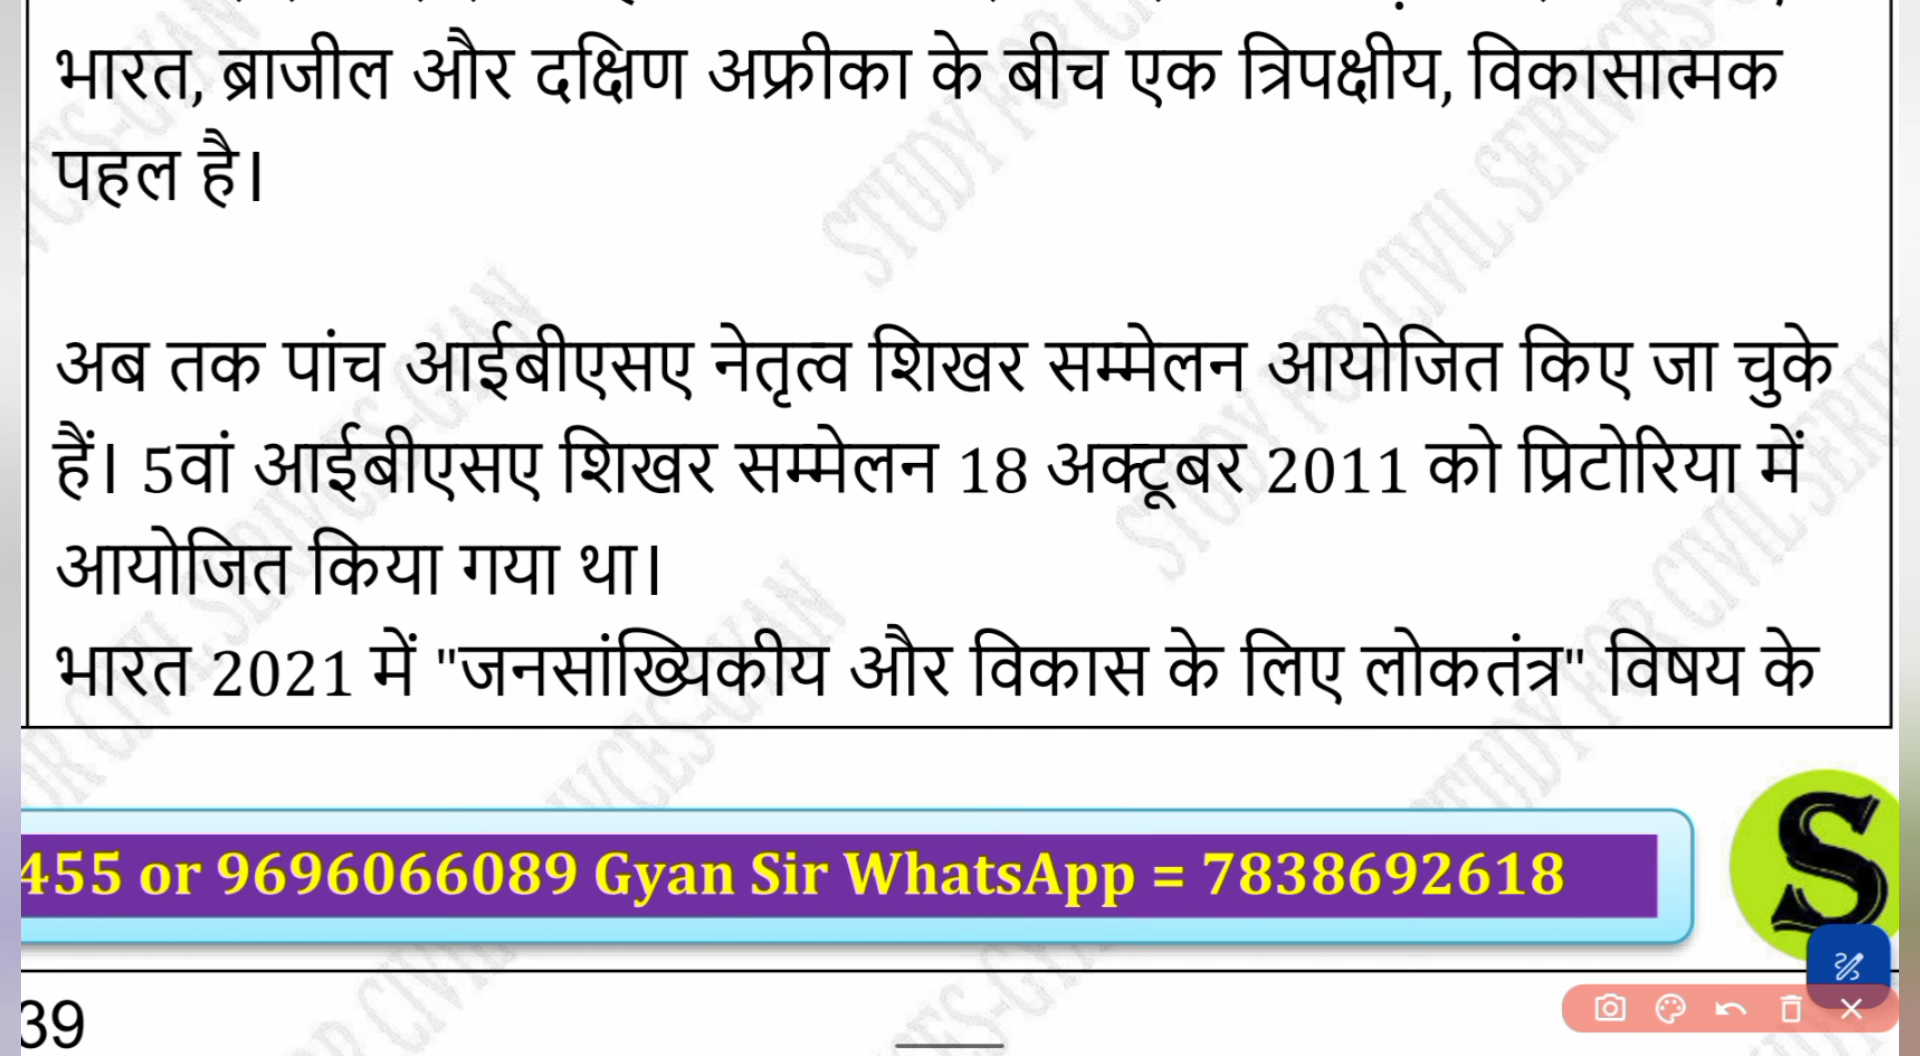 भारत, ब्राजील और दक्षिण अफ्रीका के बीच एक त्रिपक्षीय, विकासात्मक
पहल है।
अब तक पांच आईबीएसए नेतृत्व शिखर सम्मेलन आयोजित किए जा चुके
हैं। 5वां आईबीएसए शिखर सम्मेलन 18 अक्टूबर 2011 को प्रिटोरिया में
आयोजित किया गया था।
भारत 2021 में "जनसांख्यिकीय और विकास के लिए लोकतंत्र" विषय के
455 or 9696066089 Gyan Sir WhatsApp = 7838692618
S
39